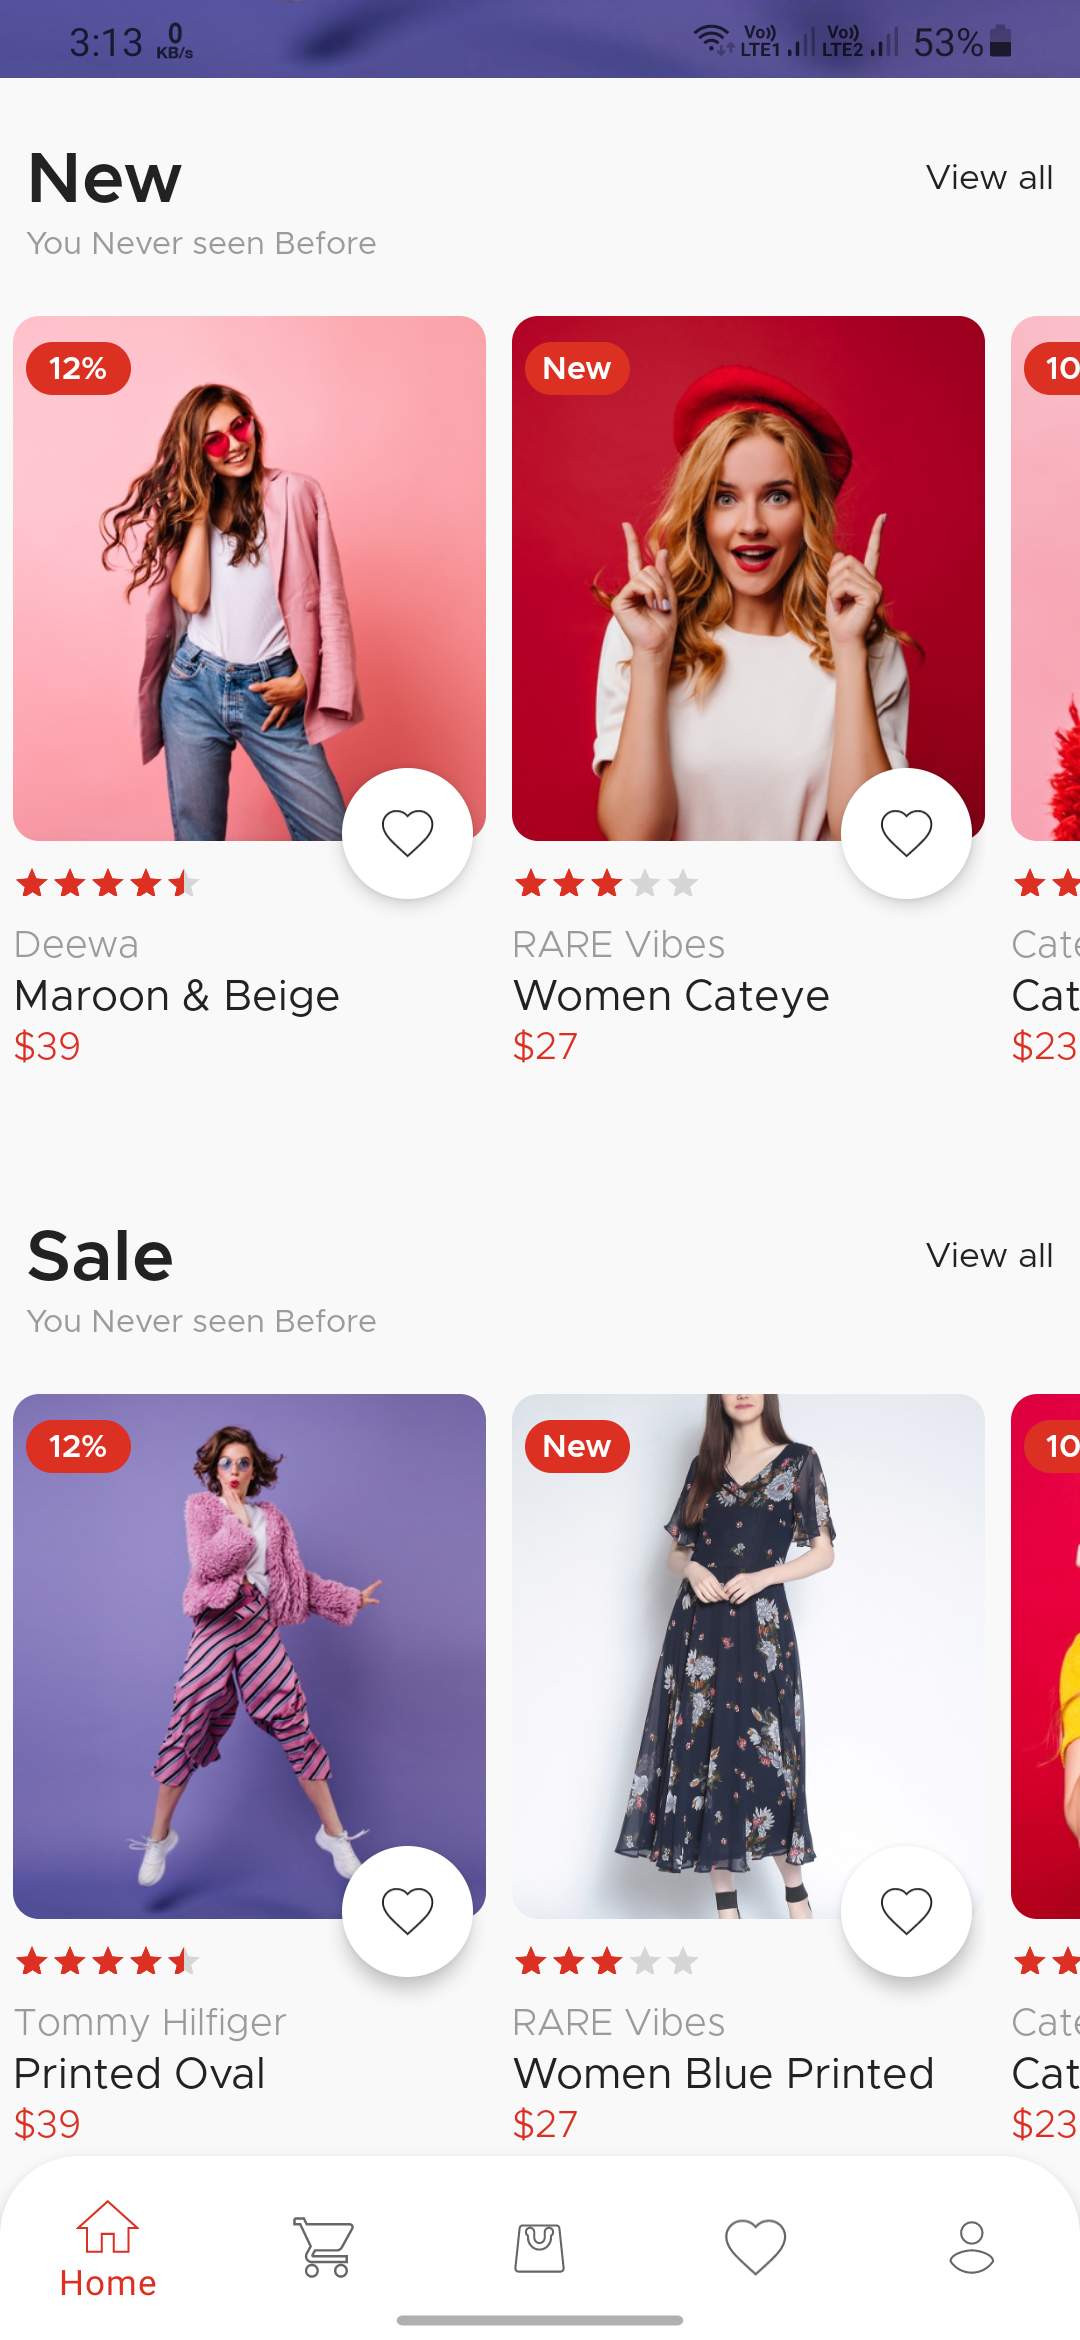 3:13 0 KB/s Vo)) LTE1 Vo)) LTE2 53%
New View all
You Never seen Before
12% New 10
Deewa RARE Vibes Cate
Maroon & Beige Women Cateye Cat
$39 $27 $23
Sale View all
You Never seen Before
12% New 10
Tommy Hilfiger RARE Vibes Cate
Printed Oval Women Blue Printed Cat
$39 $27 $23
Home